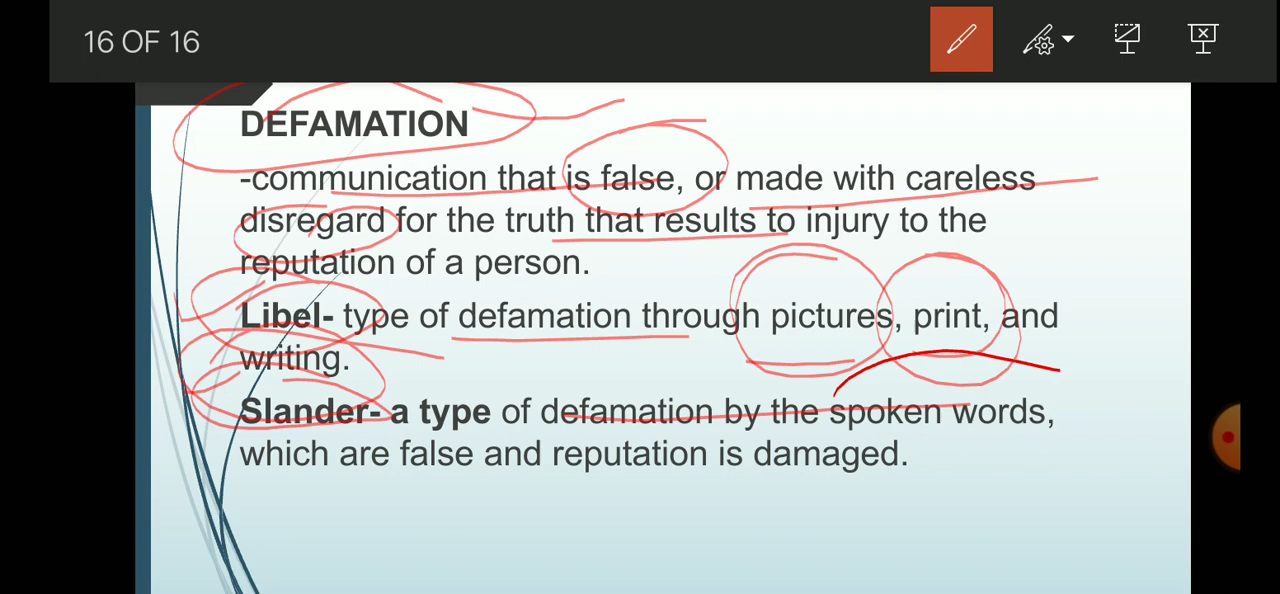 16 OF 16
DEFAMATION
-communication that is false, or made with careless
disregard for the truth that results to injury to the
reputation of a person.
Libel- type of defamation through pictures, print, and
writing.
Slander- a type of defamation by the spoken words,
which are false and reputation is damaged.